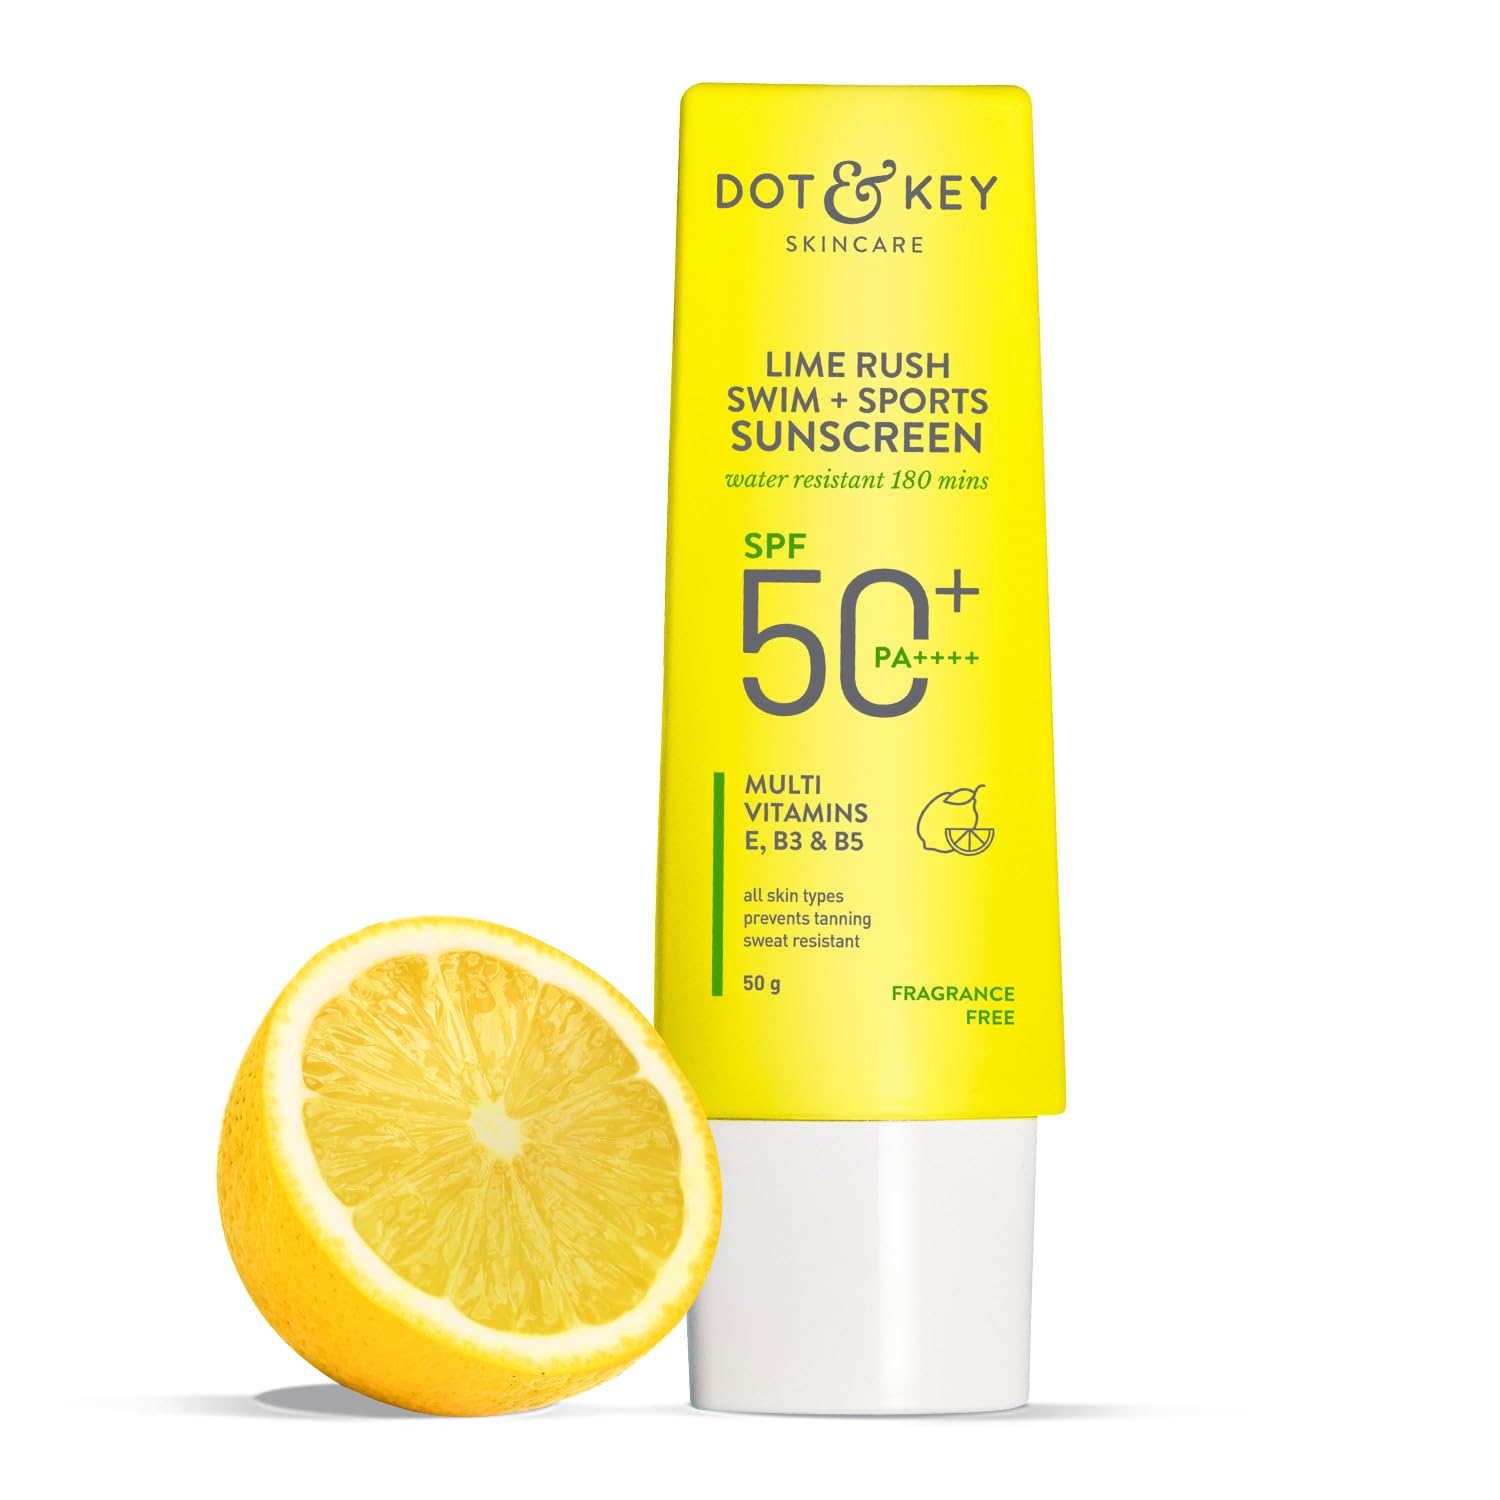 DOT & KEY
SKINCARE
LIME RUSH
SWIM + SPORTS
SUNSCREEN
water resistant 180 mins
SPF
50+
PA++++
MULTI
VITAMINS
E, B3 & B5
all skin types
prevents tanning
sweat resistant
50 g
FRAGRANCE
FREE